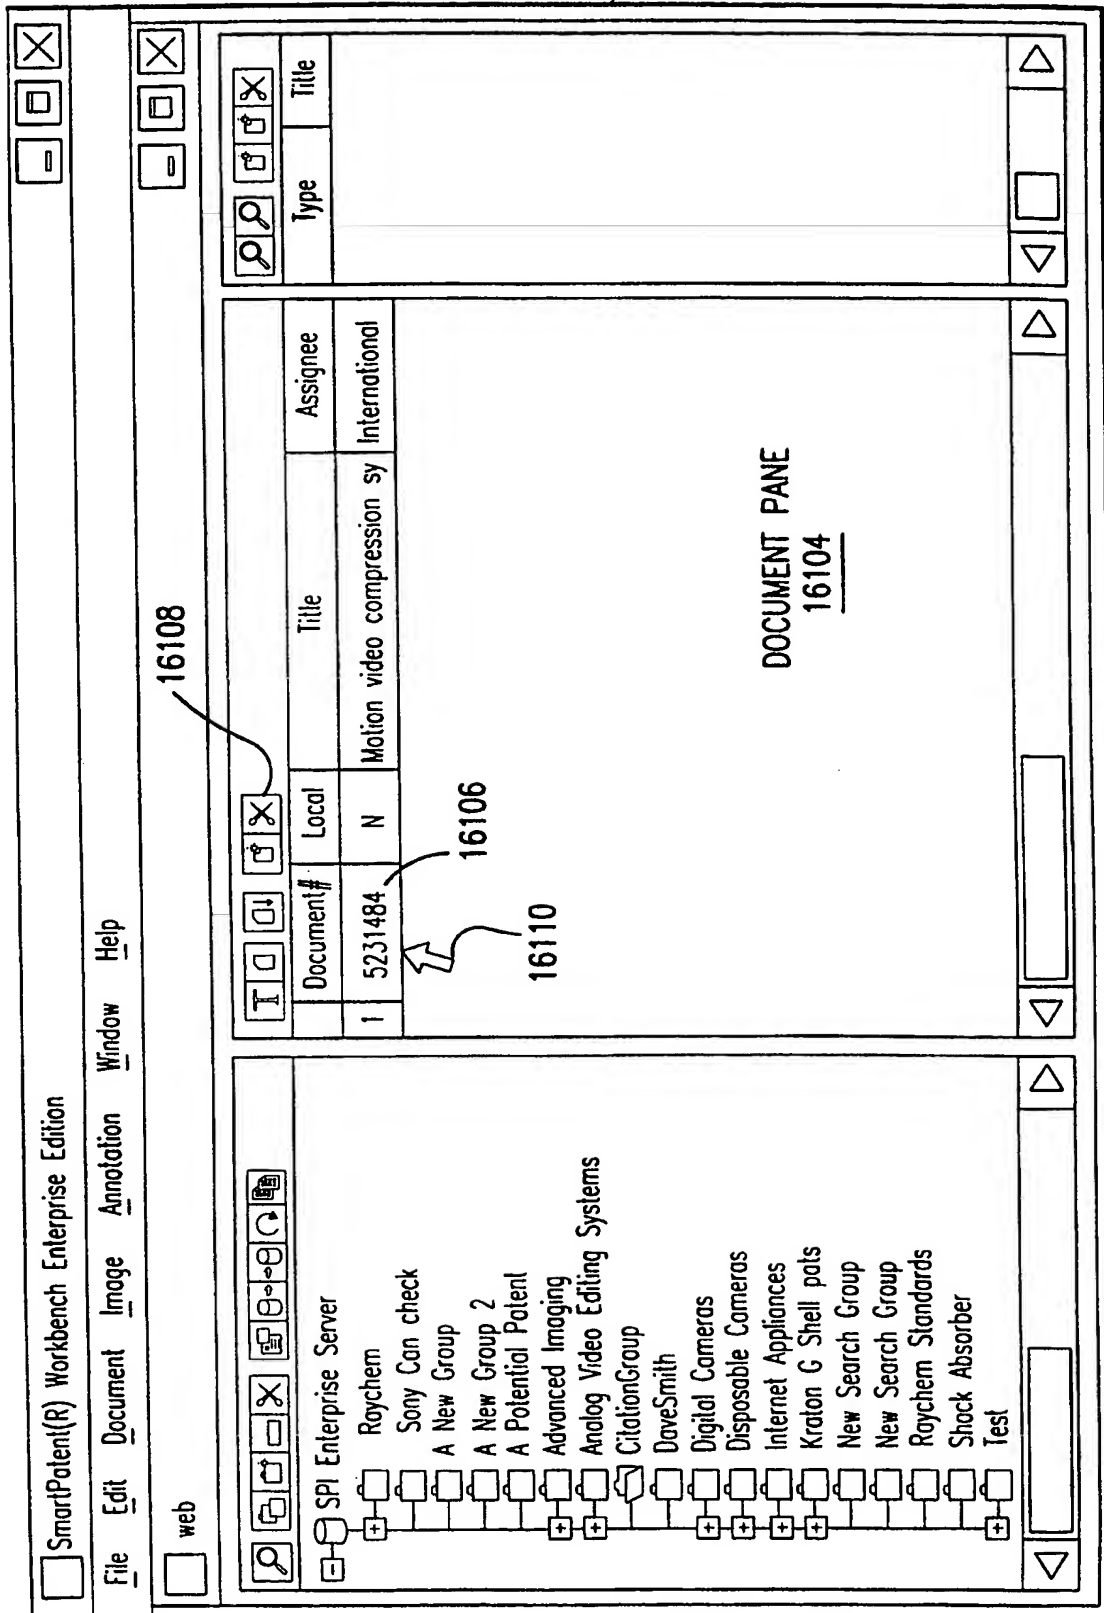 SmartPatent(R) Workbench Enterprise Edition
File Edit Document Image Annotation Window Help
web
SPI Enterprise Server
Raychem
Sony Can check
A New Group
A New Group 2
A Potential Patent
Advanced Imaging
Analog Video Editing Systems
CitationGroup
DaveSmith
Digital Cameras
Disposable Cameras
Internet Appliances
Kraton G Shell pats
New Search Group
New Search Group
Raychem Standards
Shock Absorber
Test
16108
Document# Local Title Assignee
1 5231484 N Motion video compression sy International
16106
16110
DOCUMENT PANE
16104
Type Title